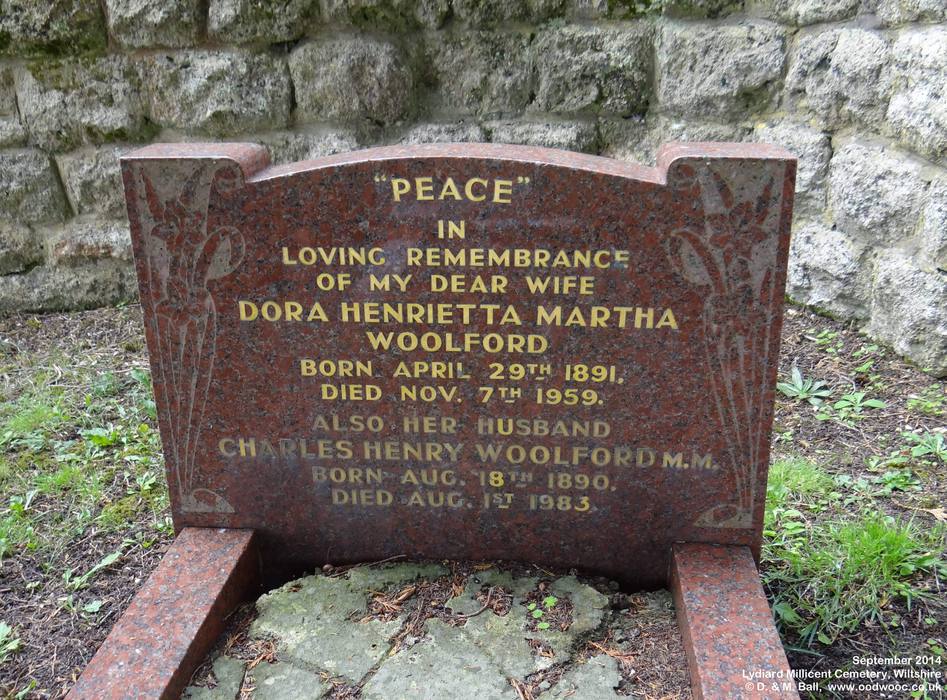 "PEACE"
IN
LOVING REMEMBRANCE
OF MY DEAR WIFE
DORA HENRIETTA MARTHA
WOOLFORD
BORN APRIL 29TH 1891,
DIED NOV. 7TH 1959.
ALSO HER HUSBAND
CHARLES HENRY WOOLFORD M.M.
BORN AUG. 18TH 1890,
DIED AUG. 1ST 1983.
September 2014
Lydiard Millicent Cemetery, Wiltshire
© D. & M. Ball, www.oodwooc.co.uk